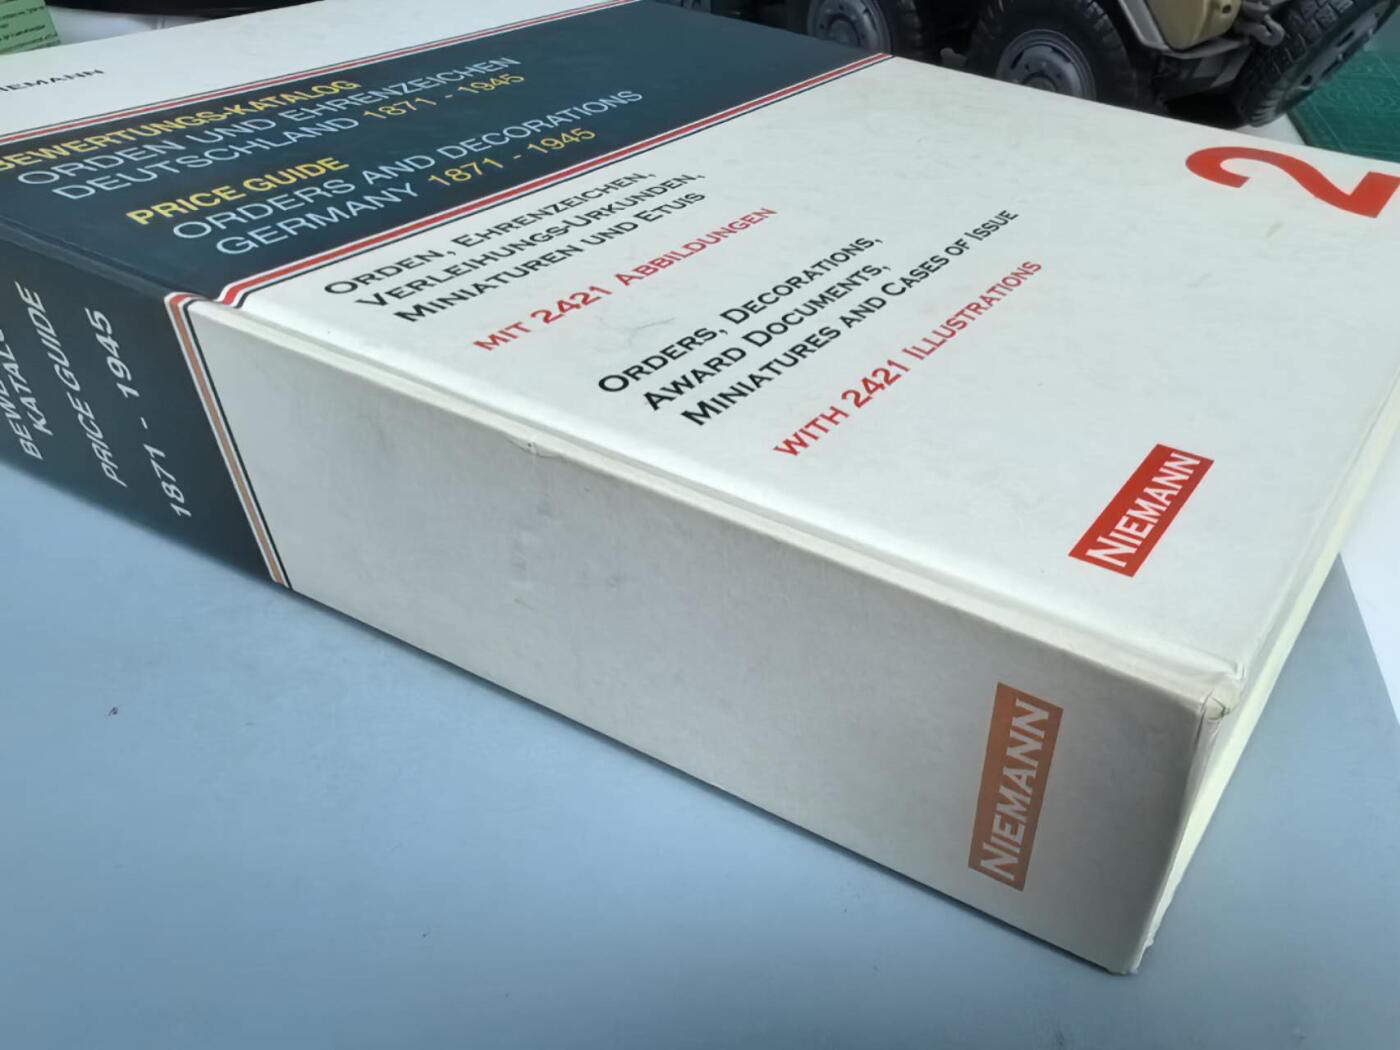 BEWERTUNGS-KATALOG
ORDEN UND EHRENZEICHEN
DEUTSCHLAND 1871 - 1945
PRICE GUIDE
ORDERS AND DECORATIONS
GERMANY 1871 - 1945
ORDEN, EHRENZEICHEN,
VERLEIHUNGS-URKUNDEN,
MINIATUREN UND ETUIS
MIT 2421 ABBILDUNGEN
ORDERS, DECORATIONS,
AWARD DOCUMENTS,
MINIATURES AND CASES OF ISSUE
WITH 2421 ILLUSTRATIONS
2
NIEMANN
KATALOG
PRICE GUIDE
1871 - 1945
NIEMANN